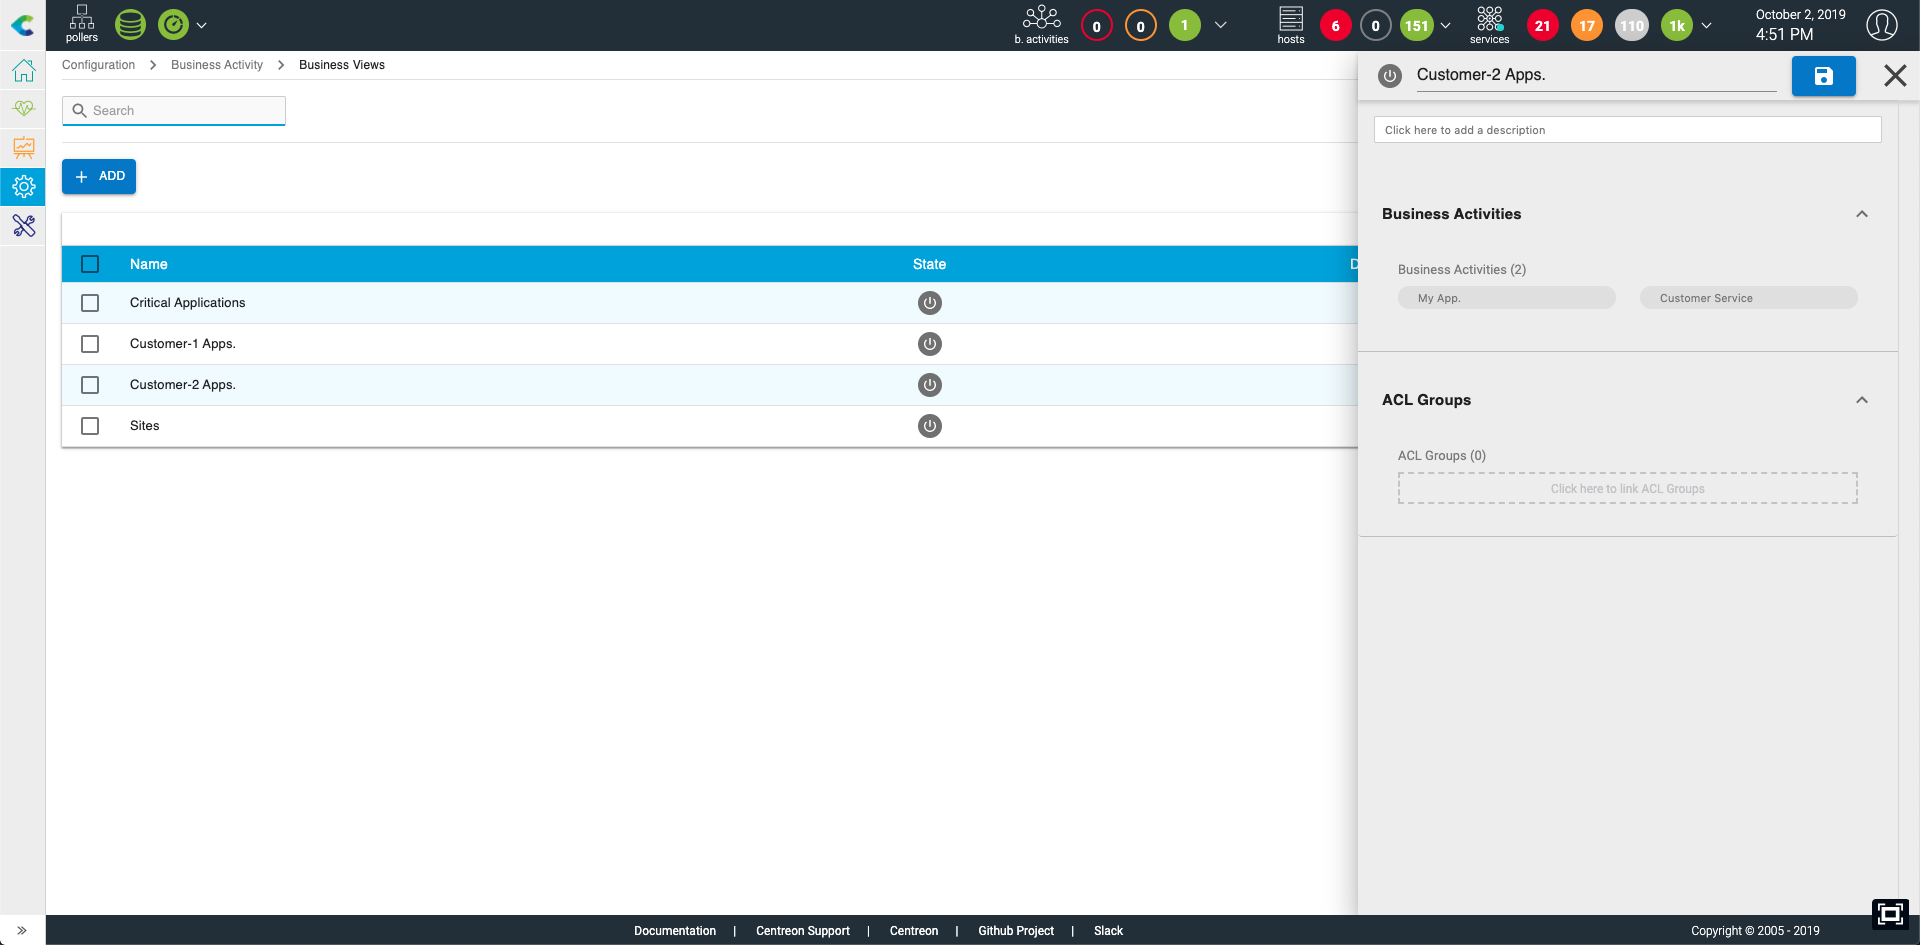 pollers
b. activities
0
0
1
hosts
6
0
151
services
21
17
110
1k
October 2, 2019
4:51 PM
Configuration
Business Activity
Business Views
Search
+ ADD
Name
State
D
Critical Applications
Customer-1 Apps.
Customer-2 Apps.
Sites
Customer-2 Apps.
Click here to add a description
Business Activities
Business Activities (2)
My App.
Customer Service
ACL Groups
ACL Groups (0)
Click here to link ACL Groups
Documentation | Centreon Support | Centreon | Github Project | Slack
Copyright © 2005 - 2019